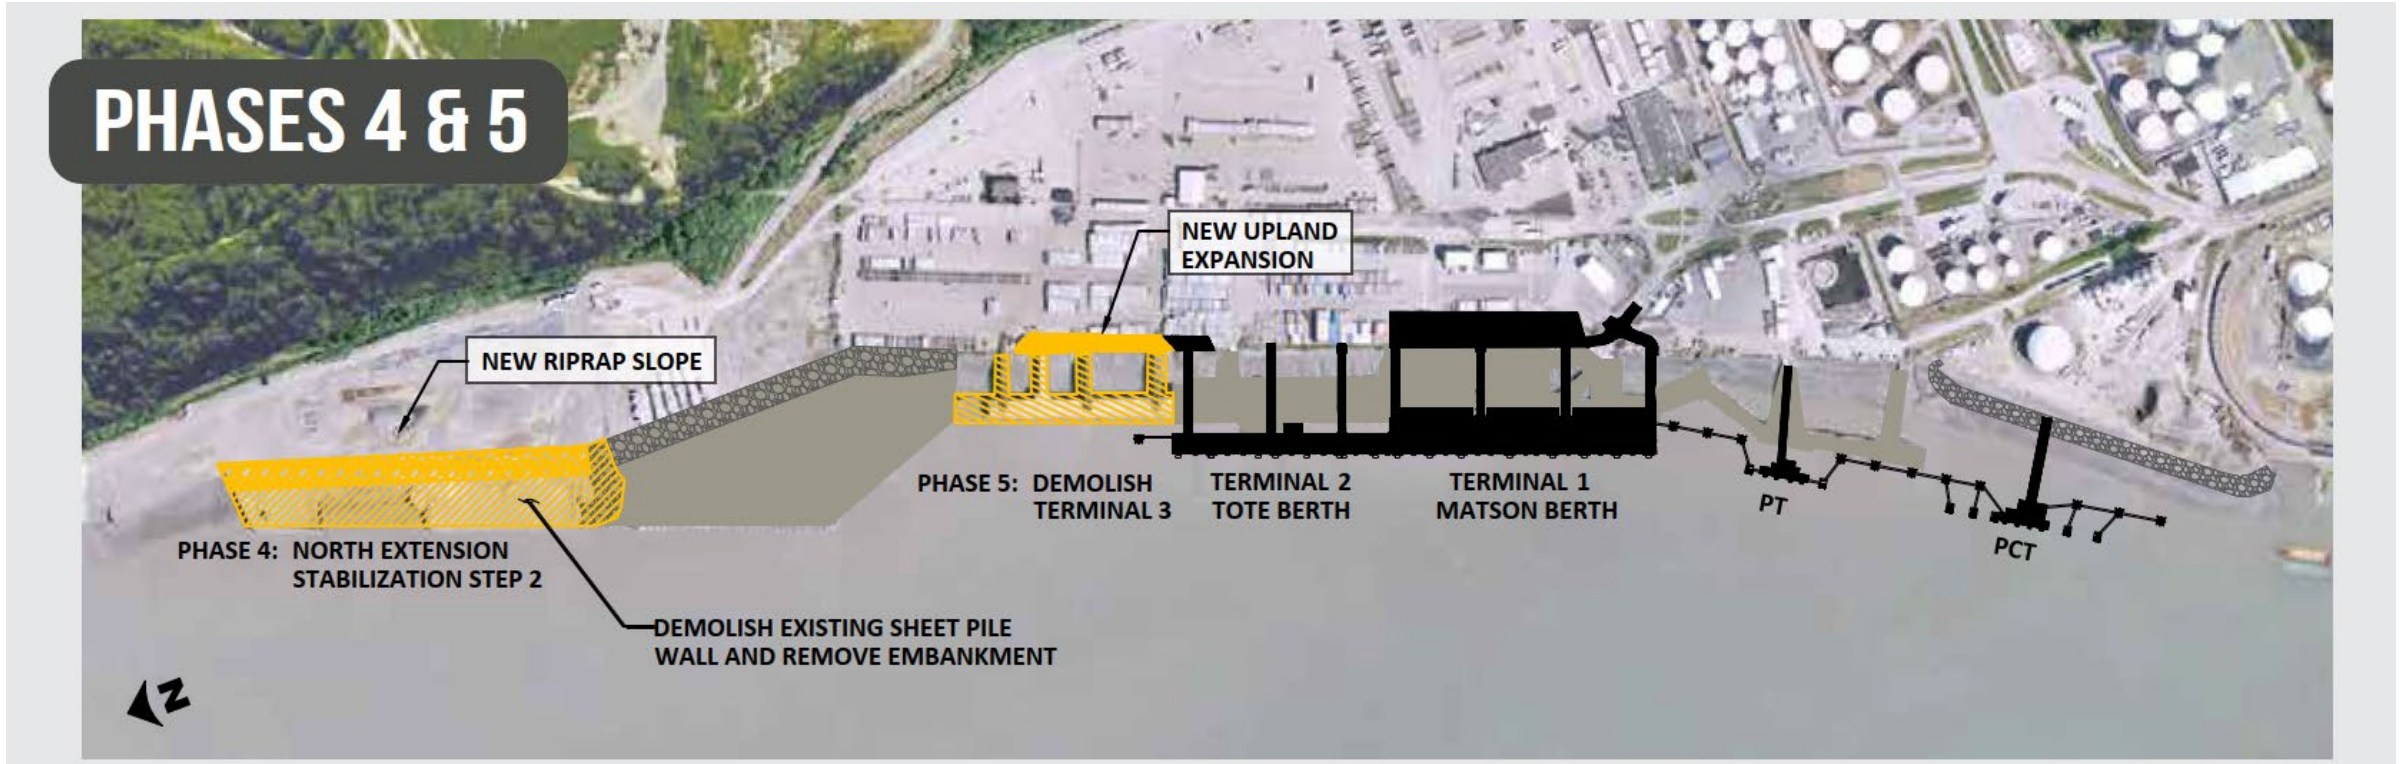 PHASES 4 & 5
NEW UPLAND
EXPANSION
NEW RIPRAP SLOPE
PHASE 5: DEMOLISH
TERMINAL 3
TERMINAL 2
TOTE BERTH
TERMINAL 1
MATSON BERTH
PT
PCT
PHASE 4: NORTH EXTENSION
STABILIZATION STEP 2
DEMOLISH EXISTING SHEET PILE
WALL AND REMOVE EMBANKMENT
N